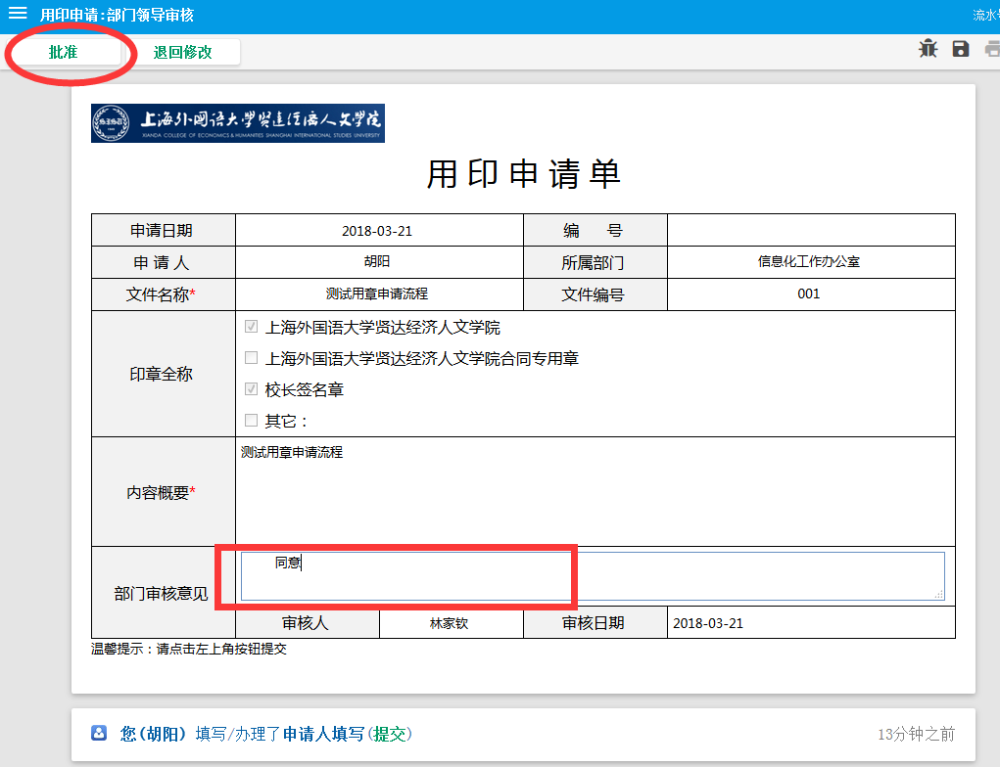 用印申请:部门领导审核
流水号
批准 退回修改
上海外国语大学贤达经济人文学院
XIANDA COLLEGE OF ECONOMICS & HUMANITIES SHANGHAI INTERNATIONAL STUDIES UNIVERSITY
用印申请单
申请日期 2018-03-21 编 号
申 请 人 胡阳 所属部门 信息化工作办公室
文件名称* 测试用章申请流程 文件编号 001
印章全称
上海外国语大学贤达经济人文学院
上海外国语大学贤达经济人文学院合同专用章
校长签名章
其它：
内容概要*
测试用章申请流程
部门审核意见
同意
审核人 林家钦 审核日期 2018-03-21
温馨提示：请点击左上角按钮提交
您(胡阳) 填写/办理了申请人填写(提交) 13分钟之前